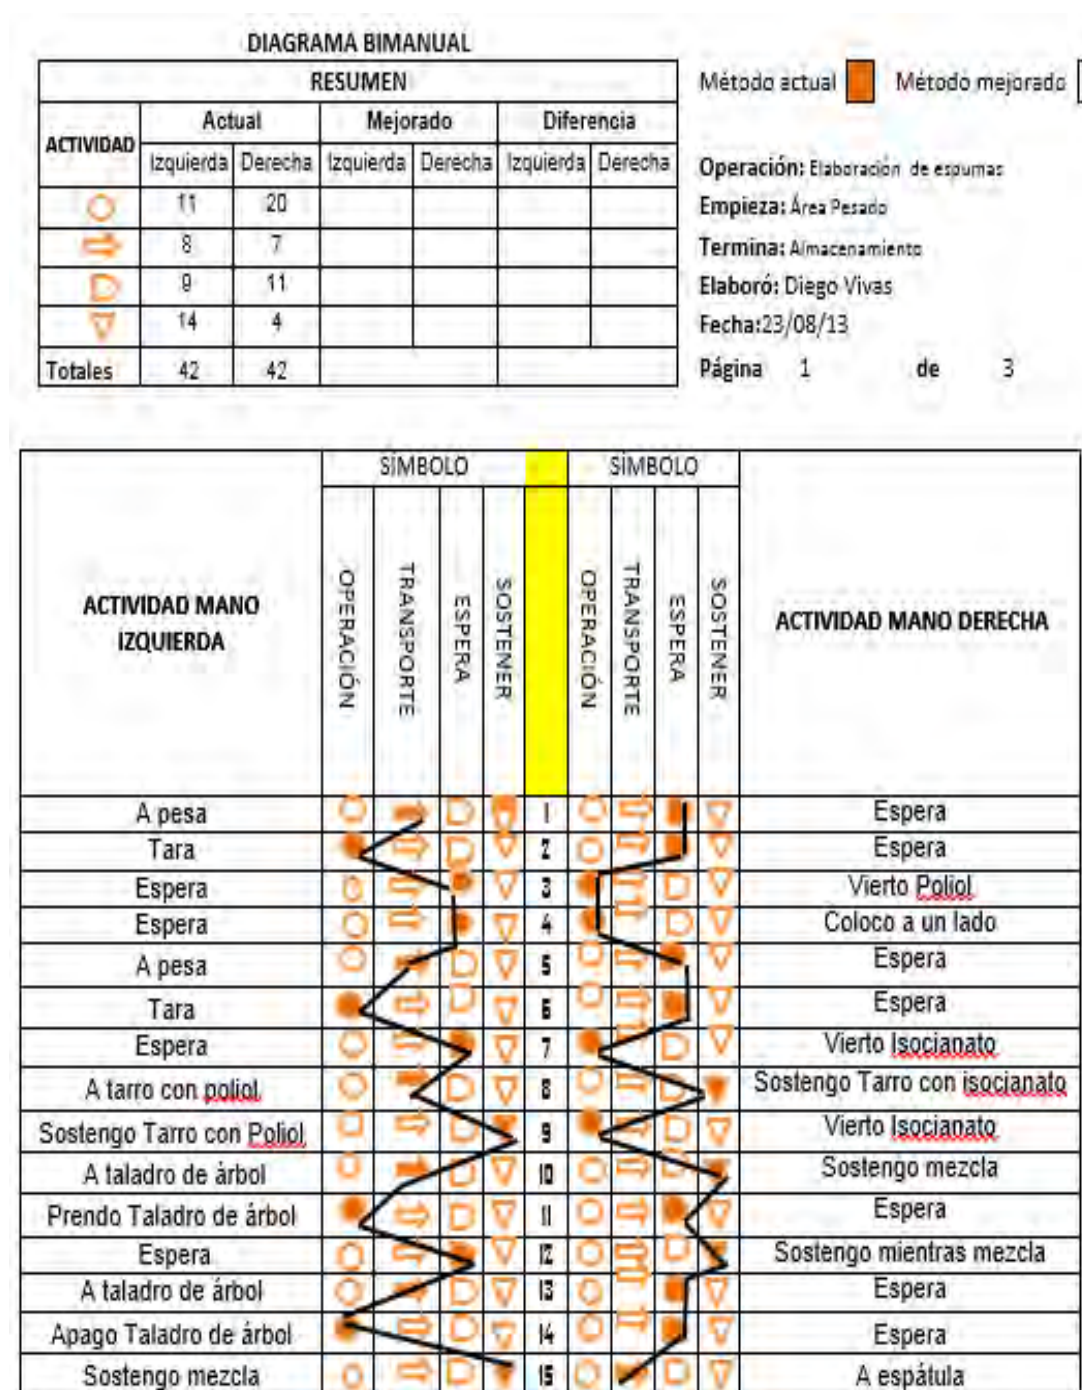 DIAGRAMA BIMANUAL
RESUMEN
ACTIVIDAD Actual Mejorado Diferencia
Izquierda Derecha Izquierda Derecha Izquierda Derecha
11 20
8 7
9 11
14 4
Totales 42 42
Método actual Método mejorado
Operación: Elaboración de espumas
Empieza: Área Pesado
Termina: Almacenamiento
Elaboró: Diego Vivas
Fecha:23/08/13
Página 1 de 3
ACTIVIDAD MANO IZQUIERDA SÍMBOLO SÍMBOLO ACTIVIDAD MANO DERECHA
OPERACIÓN TRANSPORTE ESPERA SOSTENER OPERACIÓN TRANSPORTE ESPERA SOSTENER
A pesa 1 Espera
Tara 2 Espera
Espera 3 Vierto Poliol
Espera 4 Coloco a un lado
A pesa 5 Espera
Tara 6 Espera
Espera 7 Vierto Isocianato
A tarro con poliol 8 Sostengo Tarro con isocianato
Sostengo Tarro con Poliol 9 Vierto Isocianato
A taladro de árbol 10 Sostengo mezcla
Prendo Taladro de árbol 11 Espera
Espera 12 Sostengo mientras mezcla
A taladro de árbol 13 Espera
Apago Taladro de árbol 14 Espera
Sostengo mezcla 15 A espátula